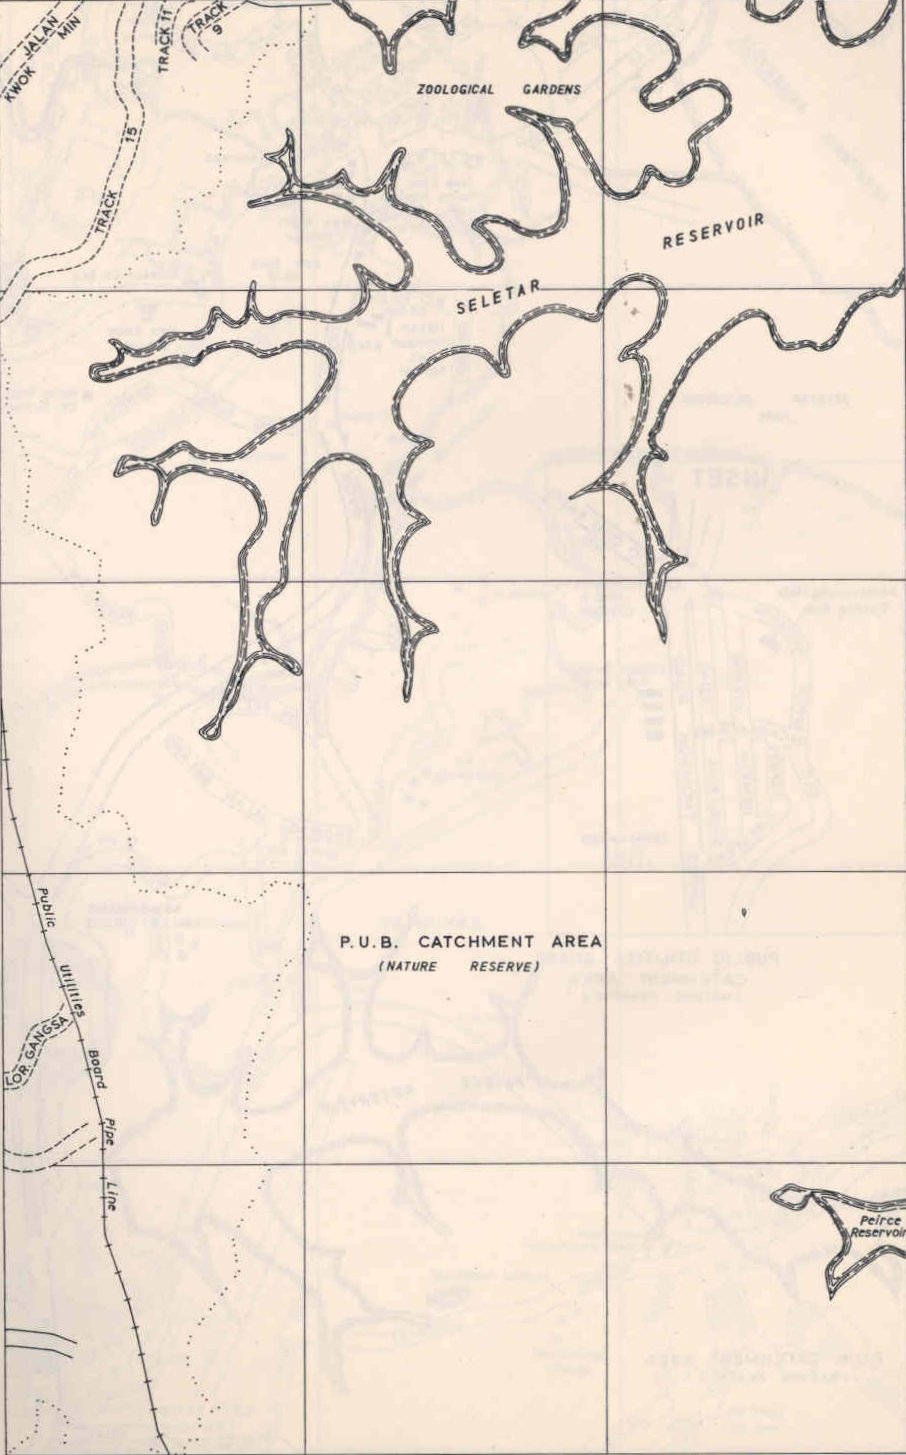 JALAN
KWOK MIN
TRACK 11
TRACK 9
ZOOLOGICAL GARDENS
TRACK 15
RESERVOIR
SELETAR
INSET
Public Utilities Board Pipe Line
P.U.B. CATCHMENT AREA
(NATURE RESERVE)
LOR. GANGSA
Peirce
Reservoir